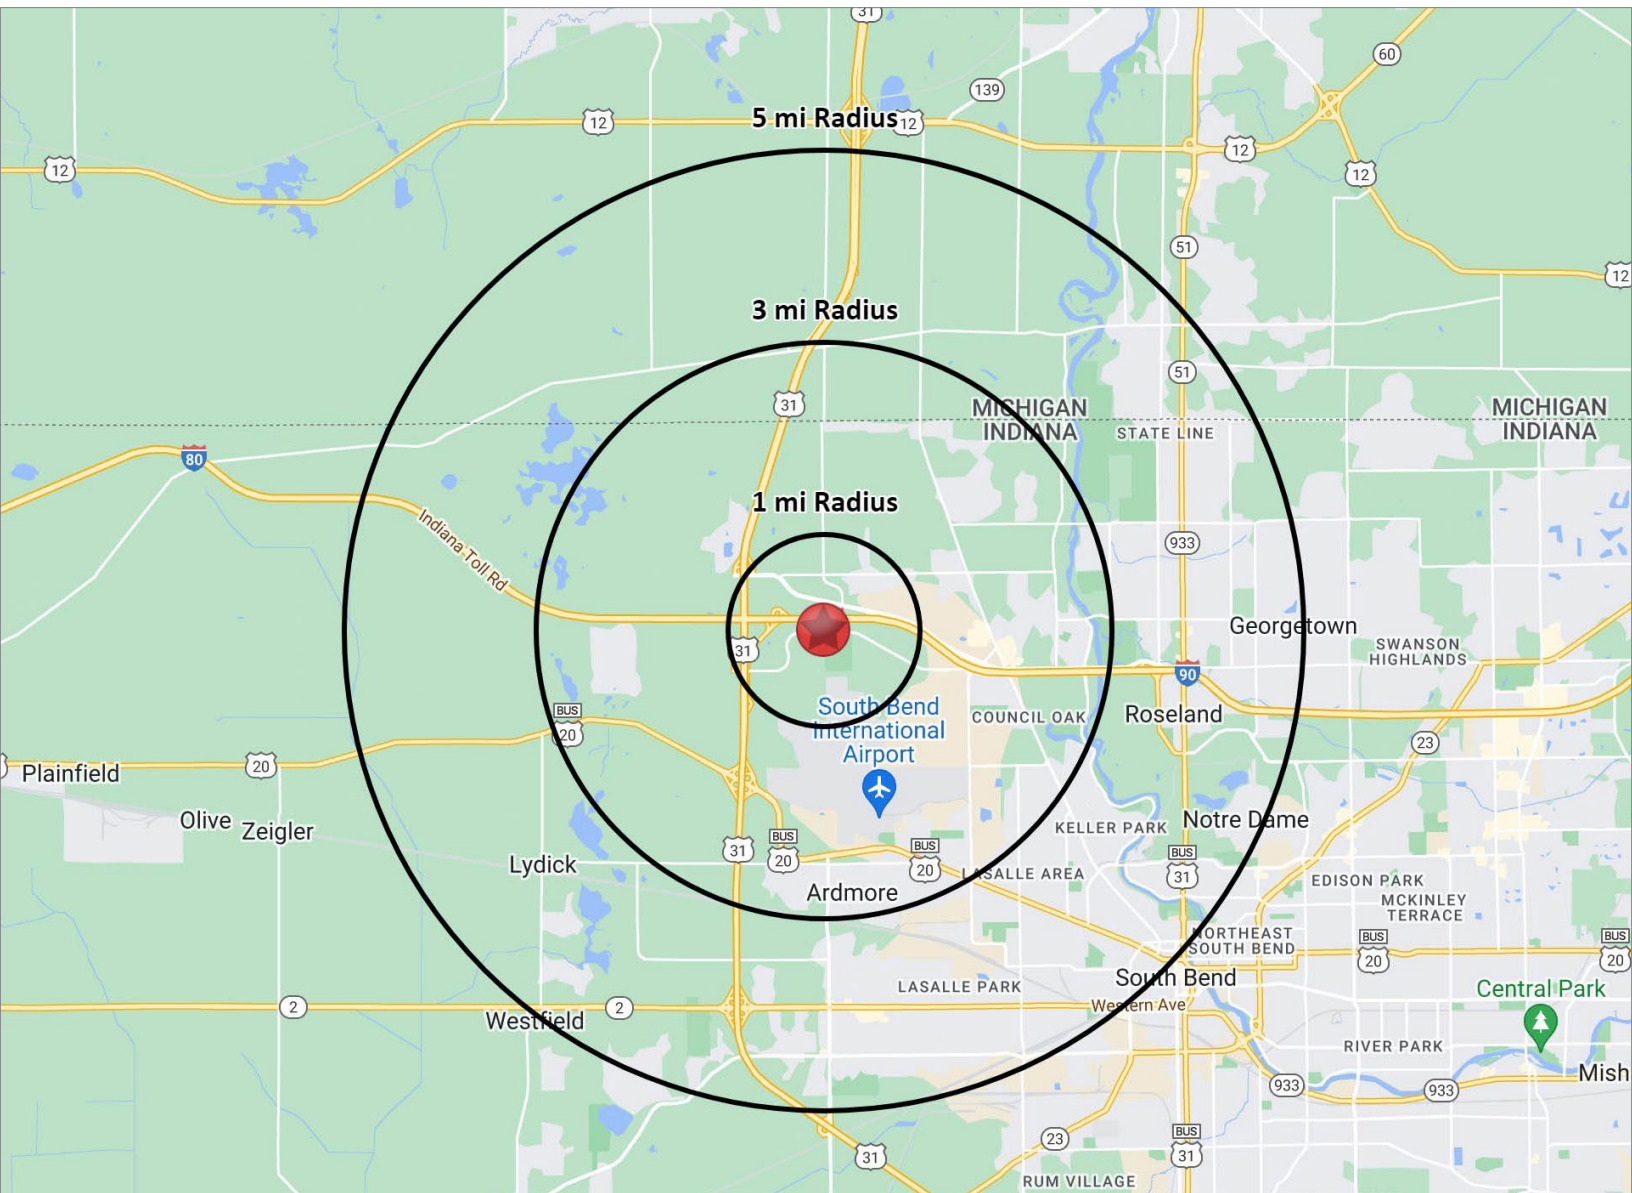 31
60
139
5 mi Radius
12
12
12
12
12
51
12
3 mi Radius
51
31
MICHIGAN
INDIANA
STATE LINE
MICHIGAN
INDIANA
80
1 mi Radius
Indiana Toll Rd
933
Georgetown
SWANSON
HIGHLANDS
31
90
South Bend
International
Airport
COUNCIL OAK
Roseland
BUS
20
23
Plainfield
20
Olive
Zeigler
KELLER PARK
Notre Dame
31
BUS
20
BUS
20
BUS
31
Lydick
LASALLE AREA
EDISON PARK
Ardmore
MCKINLEY
TERRACE
NORTHEAST
SOUTH BEND
BUS
20
BUS
20
South Bend
LASALLE PARK
Central Park
2
2
Western Ave
Westfield
RIVER PARK
Mish
933
933
23
BUS
31
31
RUM VILLAGE